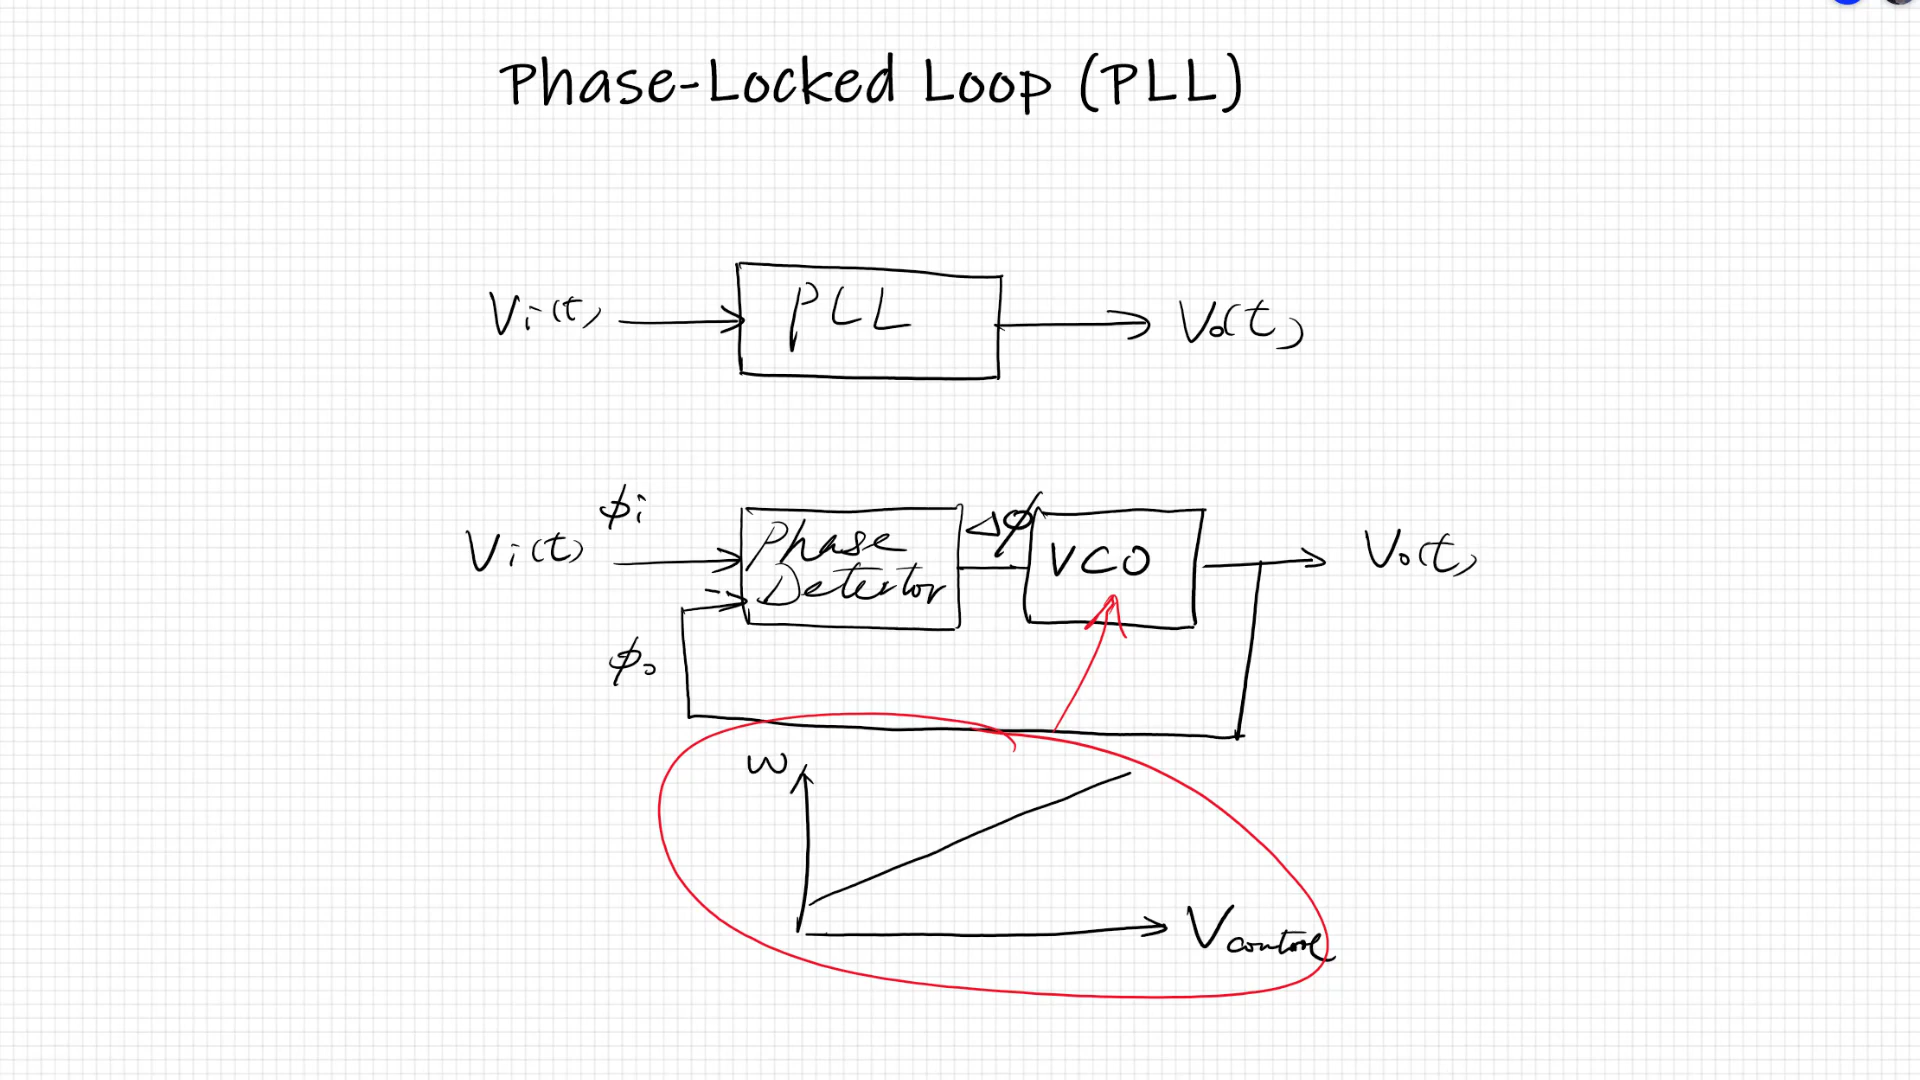 Phase-Locked Loop (PLL)
Vi(t) PLL Vo(t)
ϕi Δϕ
Vi(t) Phase Detector VCO Vo(t)
ϕo
ω
Vcontrol